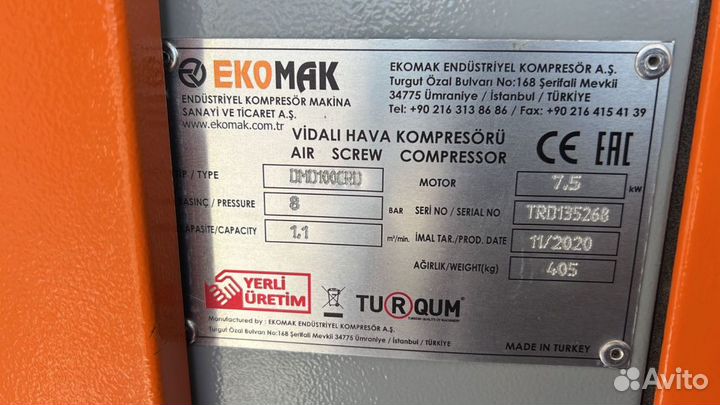 EKOMAK
ENDÜSTRİYEL KOMPRESÖR MAKİNA
SANAYİ VE TİCARET A.Ş.
www.ekomak.com.tr
EKOMAK ENDÜSTRİYEL KOMPRESÖR A.Ş.
Turgut Özal Bulvarı No:168 Şerifali Mevkii
34775 Ümraniye / İstanbul / TÜRKİYE
Tel: +90 216 313 86 86 / Fax: +90 216 415 41 39
VİDALI HAVA KOMPRESÖRÜ
AIR SCREW COMPRESSOR
CE EAC
TİP / TYPE DMD100CRD
BASINÇ / PRESSURE 8 BAR
KAPASİTE/CAPACITY 1.1 m³/min.
MOTOR 7.5 kW
SERİ NO / SERIAL NO TRD135268
İMAL TAR./PROD. DATE 11/2020
AĞIRLIK/WEIGHT(kg) 405
YERLİ
ÜRETİM
TURQUM
Manufactured by : EKOMAK ENDÜSTRİYEL KOMPRESÖR A.Ş.
Turgut Özal Bulvarı No:168 Şerifali Mevkii 34775 Ümraniye / İstanbul / TÜRKİYE
MADE IN TURKEY
Avito